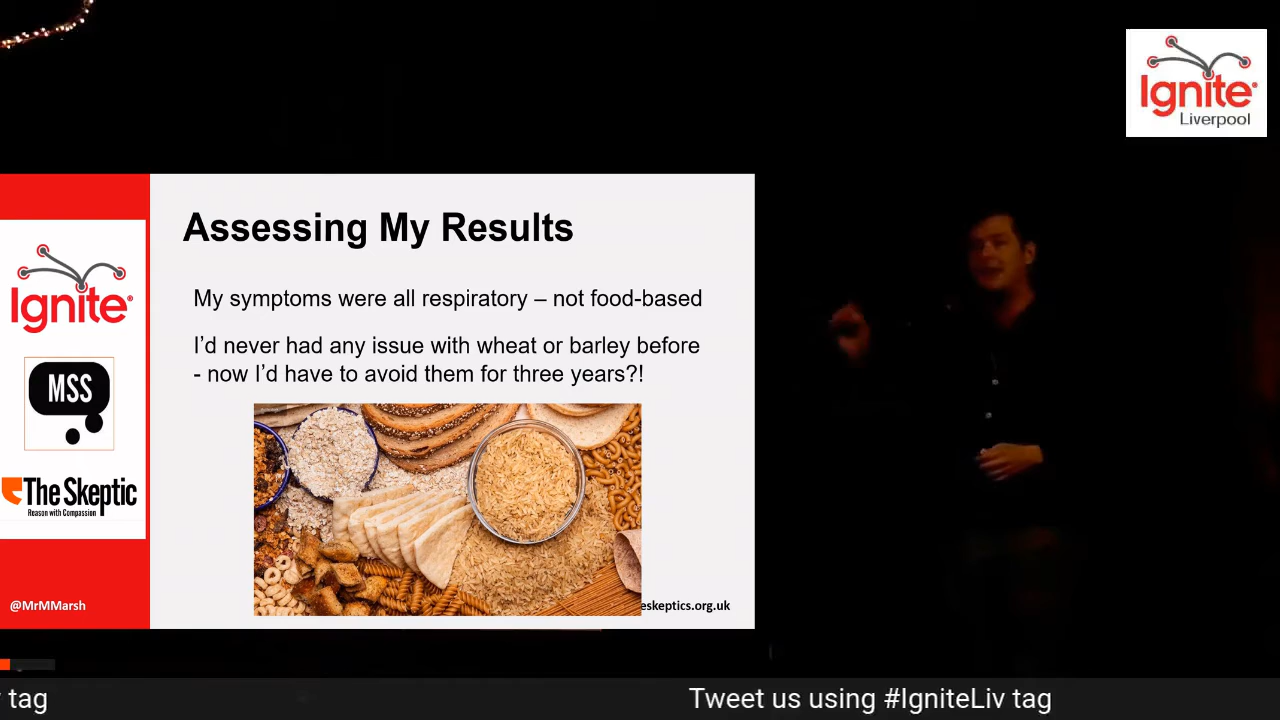 Ignite®
Liverpool
Assessing My Results
My symptoms were all respiratory – not food-based
I’d never had any issue with wheat or barley before
- now I’d have to avoid them for three years?!
Ignite®
MSS
The Skeptic
Reason with Compassion
@MrMMarsh
eskeptics.org.uk
tag
Tweet us using #IgniteLiv tag